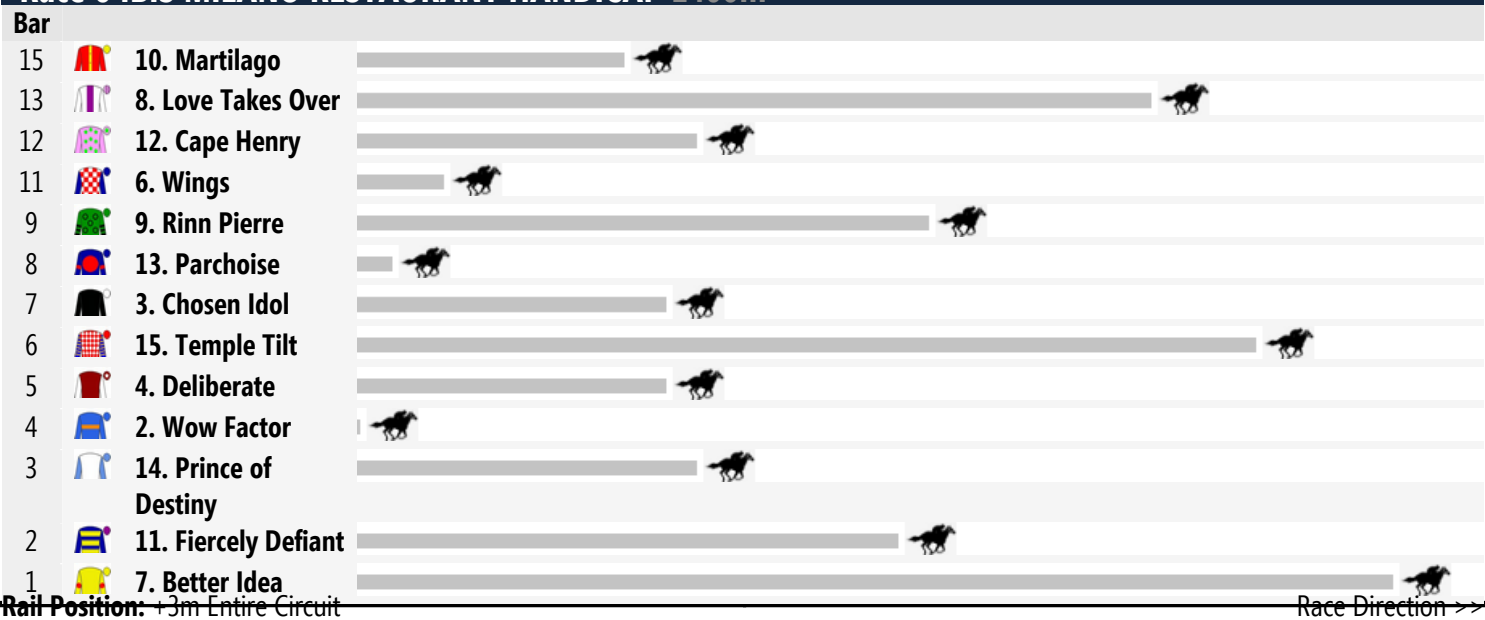 Bar
15 10. Martilago
13 8. Love Takes Over
12 12. Cape Henry
11 6. Wings
9 9. Rinn Pierre
8 13. Parchoise
7 3. Chosen Idol
6 15. Temple Tilt
5 4. Deliberate
4 2. Wow Factor
3 14. Prince of
Destiny
2 11. Fiercely Defiant
1 7. Better Idea
Rail Position: +3m Entire Circuit Race Direction >>